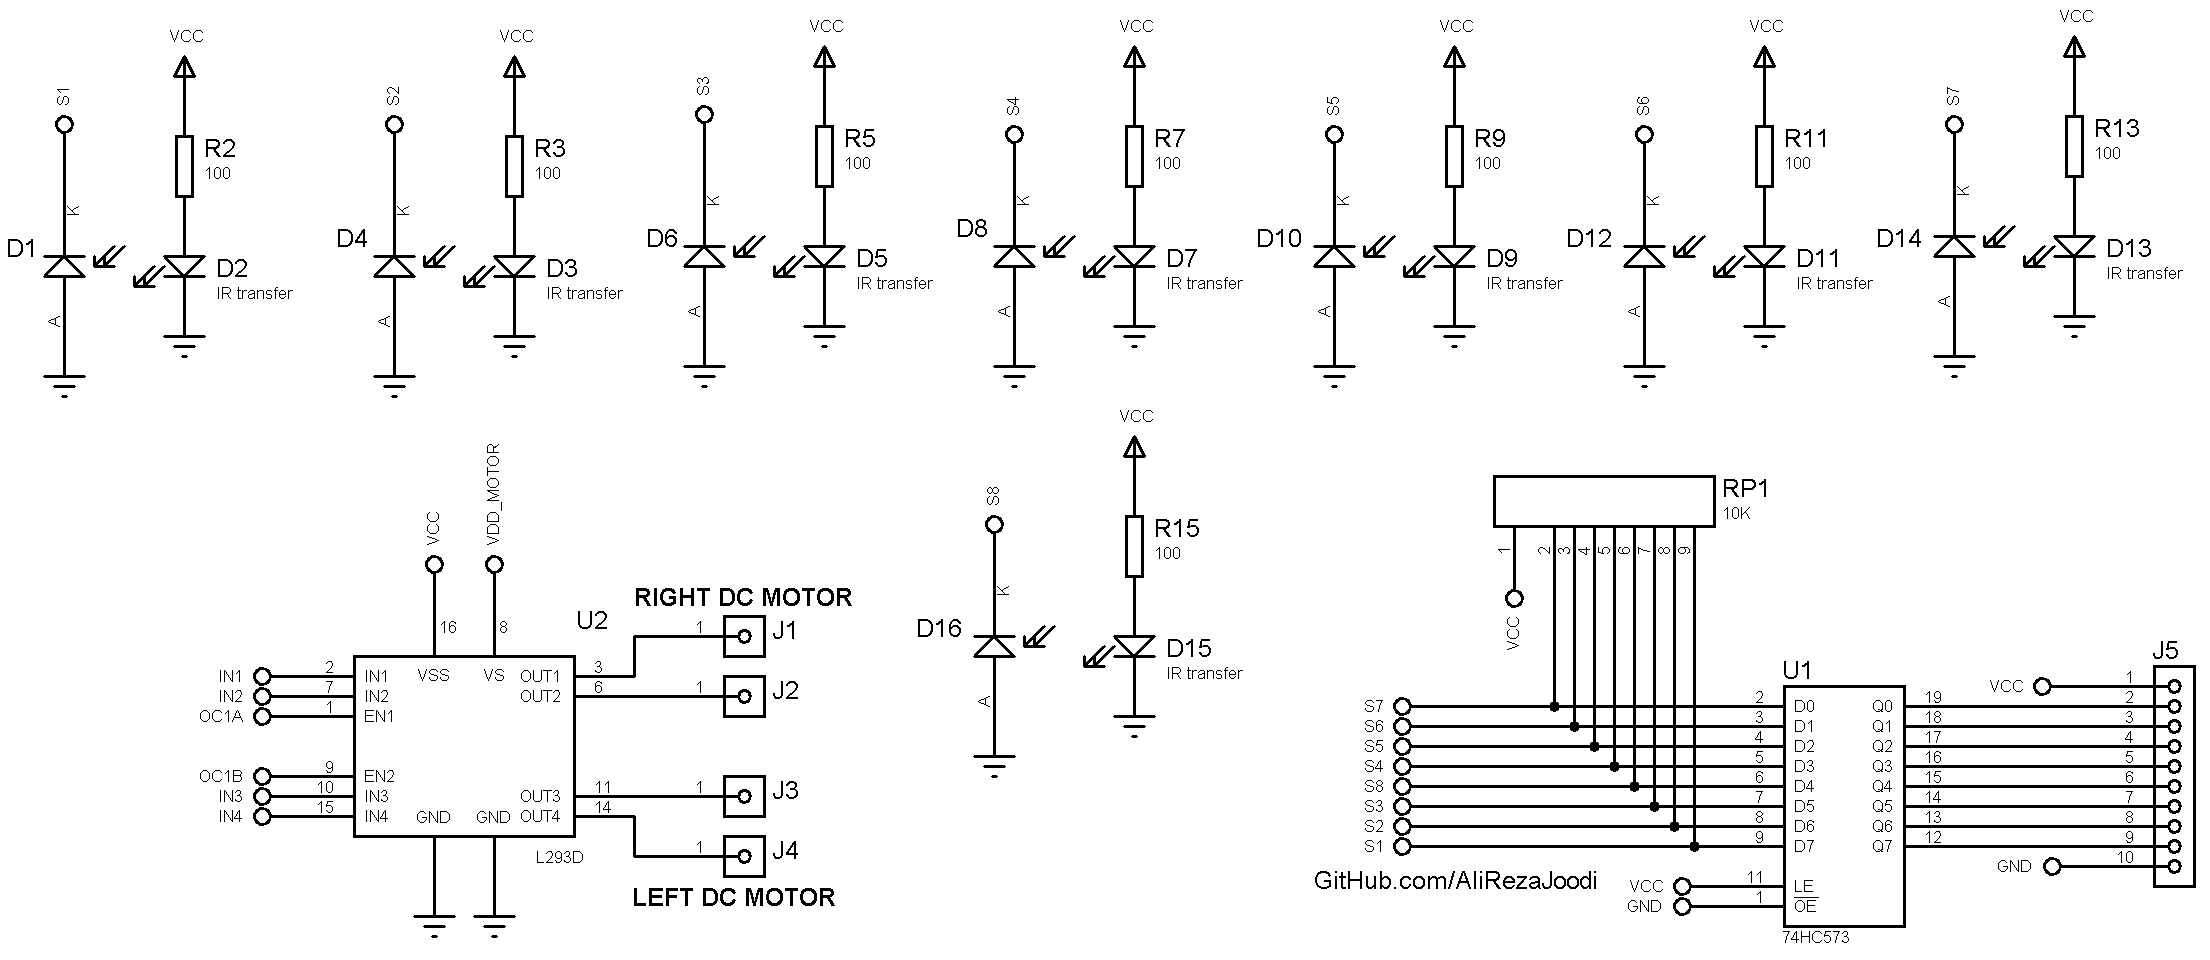 S1
VCC
R2
100
K
D1
D2
IR transfer
A
S2
VCC
R3
100
K
D4
D3
IR transfer
A
S3
VCC
R5
100
K
D6
D5
IR transfer
A
S4
VCC
R7
100
K
D8
D7
IR transfer
A
S5
VCC
R9
100
K
D10
D9
IR transfer
A
S6
VCC
R11
100
K
D12
D11
IR transfer
A
S7
VCC
R13
100
K
D14
D13
IR transfer
A
VCC
VDD_MOTOR
16
8
U2
RIGHT DC MOTOR
IN1 2 IN1 VSS VS OUT1 3 1 J1
IN2 7 IN2 OUT2 6 1 J2
OC1A 1 EN1
OC1B 9 EN2
IN3 10 IN3 OUT3 11 1 J3
IN4 15 IN4 GND GND OUT4 14 1 J4
L293D
LEFT DC MOTOR
S8
VCC
R15
100
K
D16
D15
IR transfer
A
RP1
10K
1 2 3 4 5 6 7 8 9
VCC
U1
J5
VCC 1
S7 2 D0 Q0 19 2
S6 3 D1 Q1 18 3
S5 4 D2 Q2 17 4
S4 5 D3 Q3 16 5
S8 6 D4 Q4 15 6
S3 7 D5 Q5 14 7
S2 8 D6 Q6 13 8
S1 9 D7 Q7 12 9
GND 10
VCC 11 LE
GND 1 OE
74HC573
GitHub.com/AliRezaJoodi